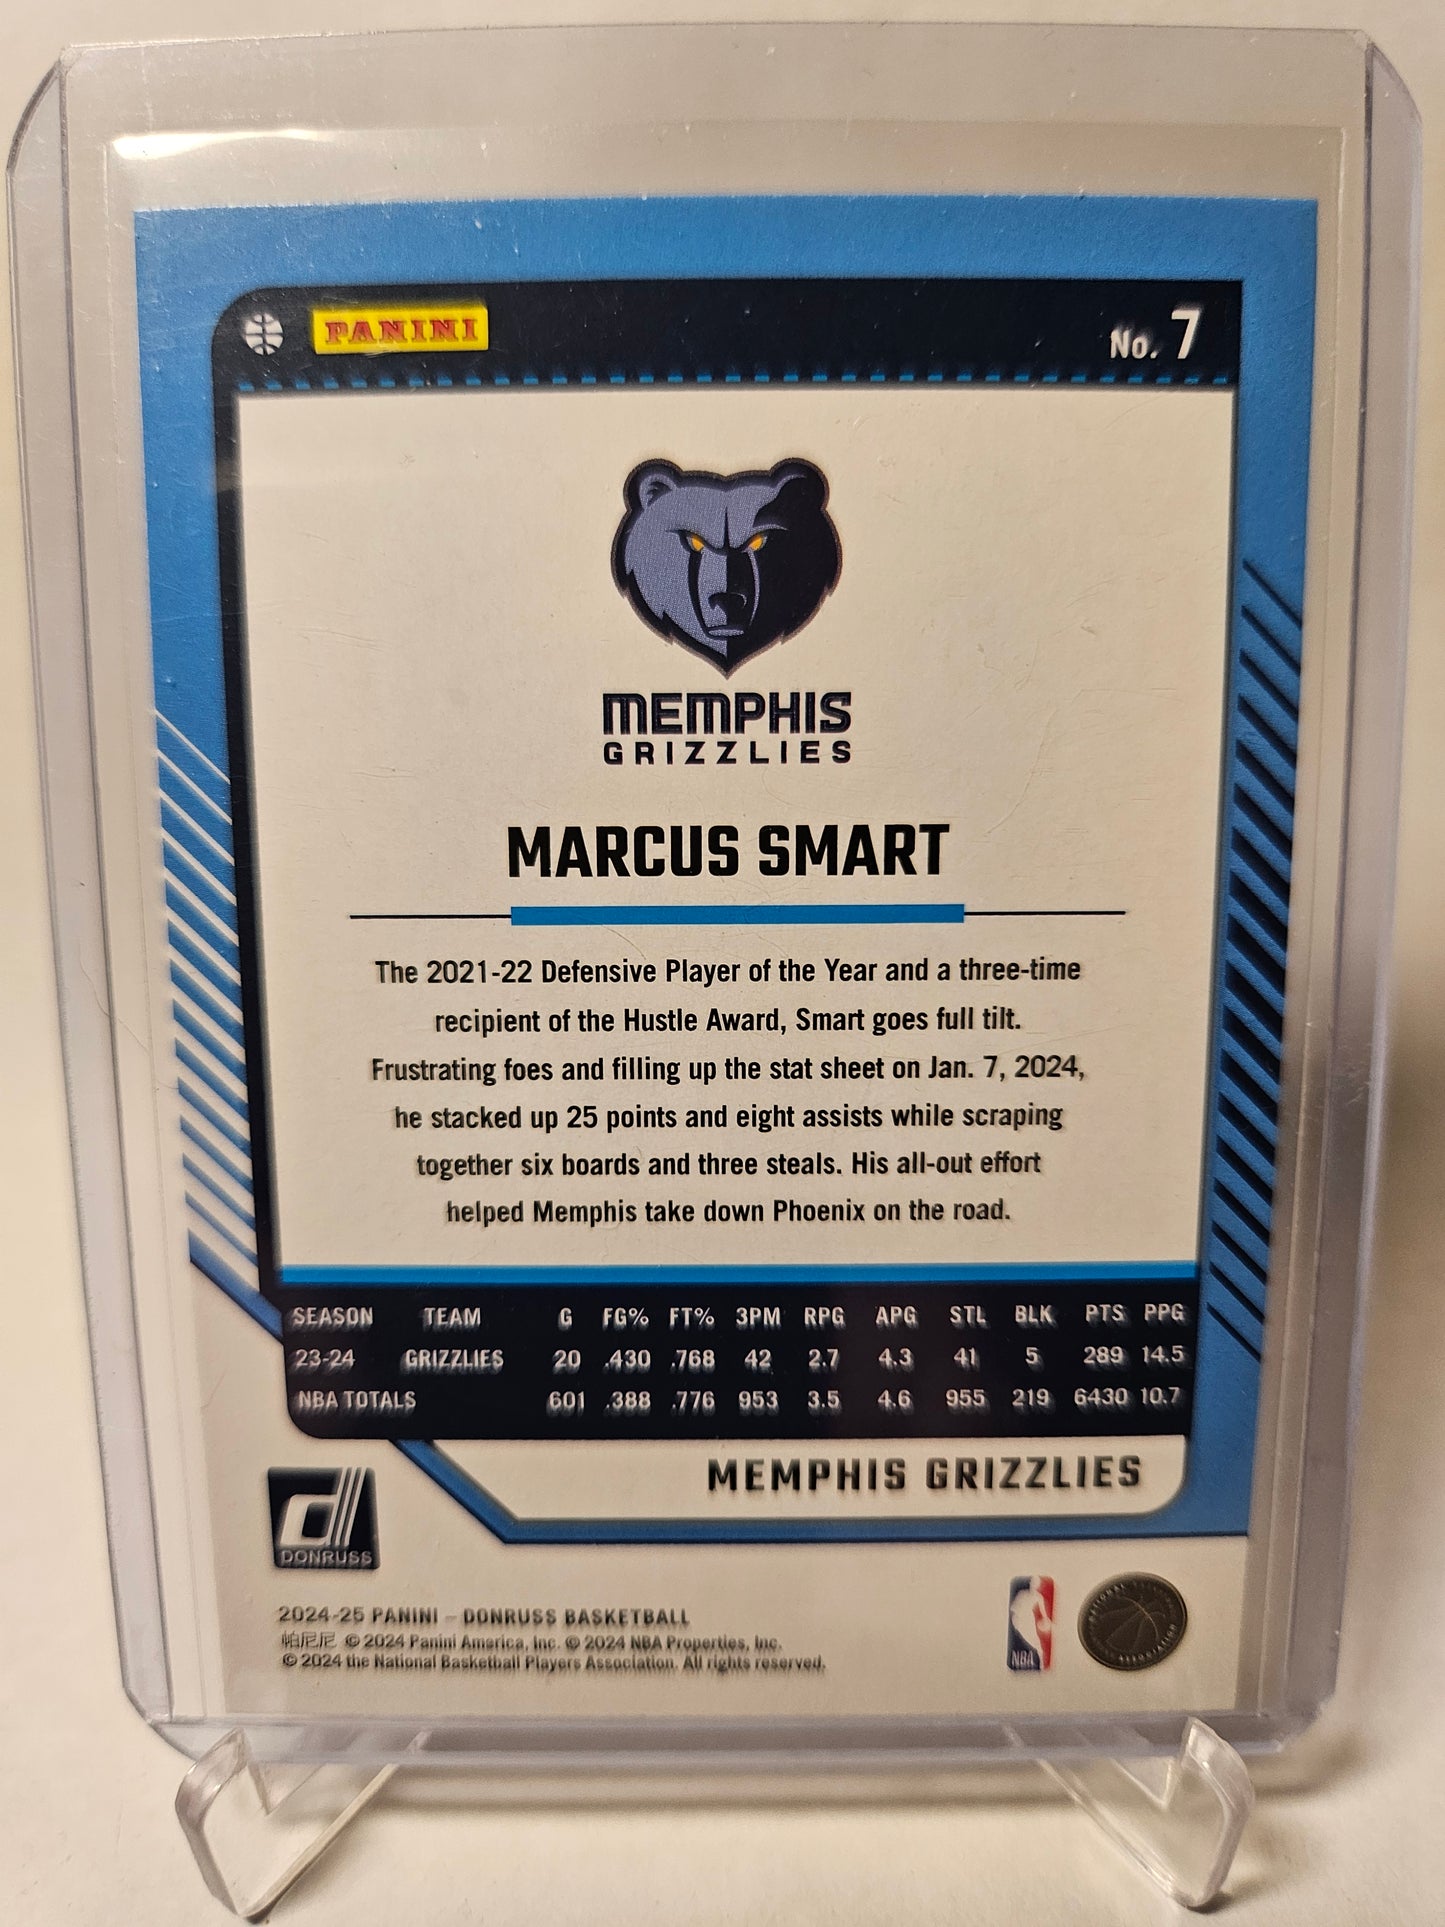 PANINI
No. 7
MEMPHIS
GRIZZLIES
MARCUS SMART
The 2021-22 Defensive Player of the Year and a three-time
recipient of the Hustle Award, Smart goes full tilt.
Frustrating foes and filling up the stat sheet on Jan. 7, 2024,
he stacked up 25 points and eight assists while scraping
together six boards and three steals. His all-out effort
helped Memphis take down Phoenix on the road.
SEASON TEAM G FG% FT% 3PM RPG APG STL BLK PTS PPG
23-24 GRIZZLIES 20 .430 .768 42 2.7 4.3 41 5 289 14.5
NBA TOTALS 601 .388 .776 953 3.5 4.6 955 219 6430 10.7
MEMPHIS GRIZZLIES
d
DONRUSS
2024-25 PANINI – DONRUSS BASKETBALL
帕尼尼 © 2024 Panini America, Inc. © 2024 NBA Properties, Inc.
© 2024 the National Basketball Players Association. All rights reserved.
NBA